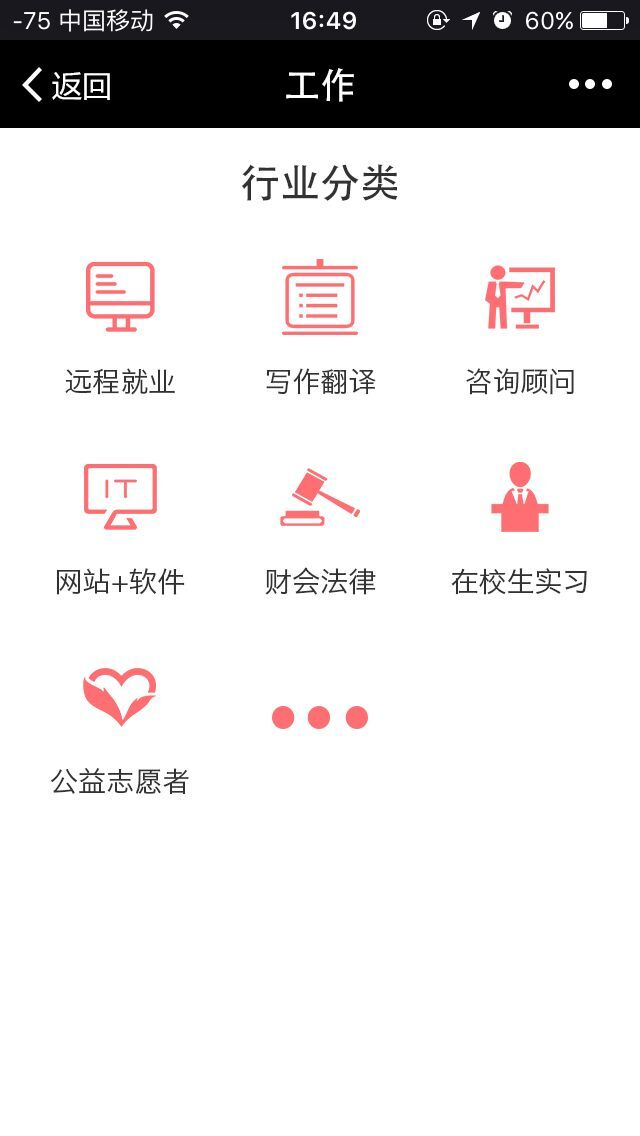 -75 中国移动 16:49 60%
返回 工作
行业分类
远程就业 写作翻译 咨询顾问
IT
网站+软件 财会法律 在校生实习
公益志愿者